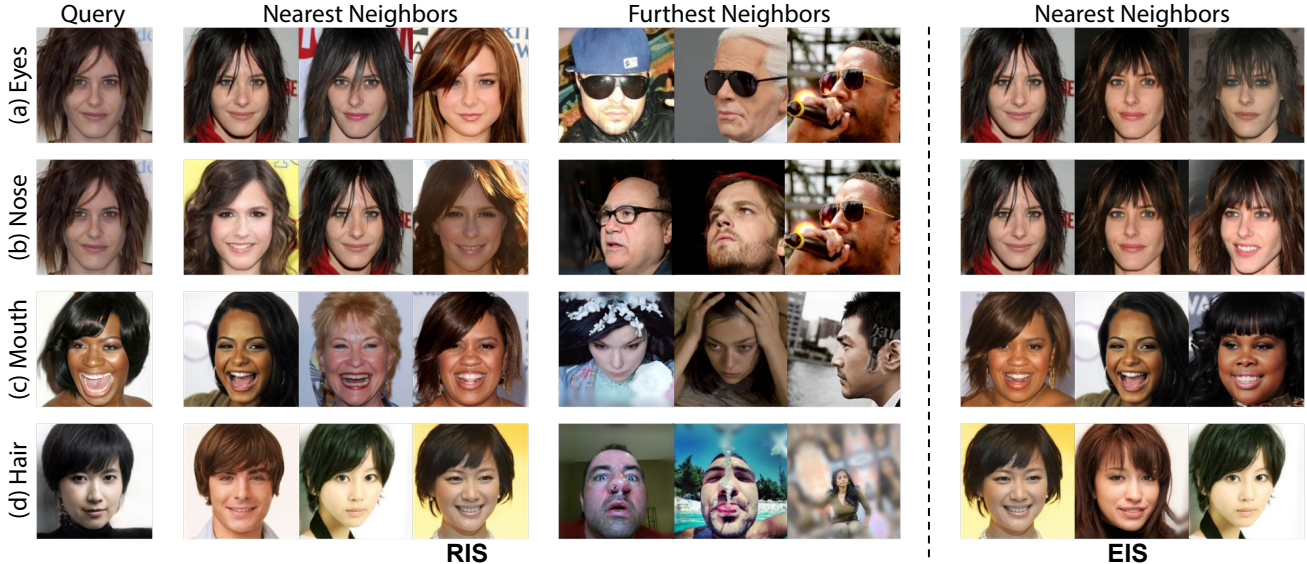 Query Nearest Neighbors Furthest Neighbors Nearest Neighbors
(a) Eyes
(b) Nose
(c) Mouth
(d) Hair
RIS EIS